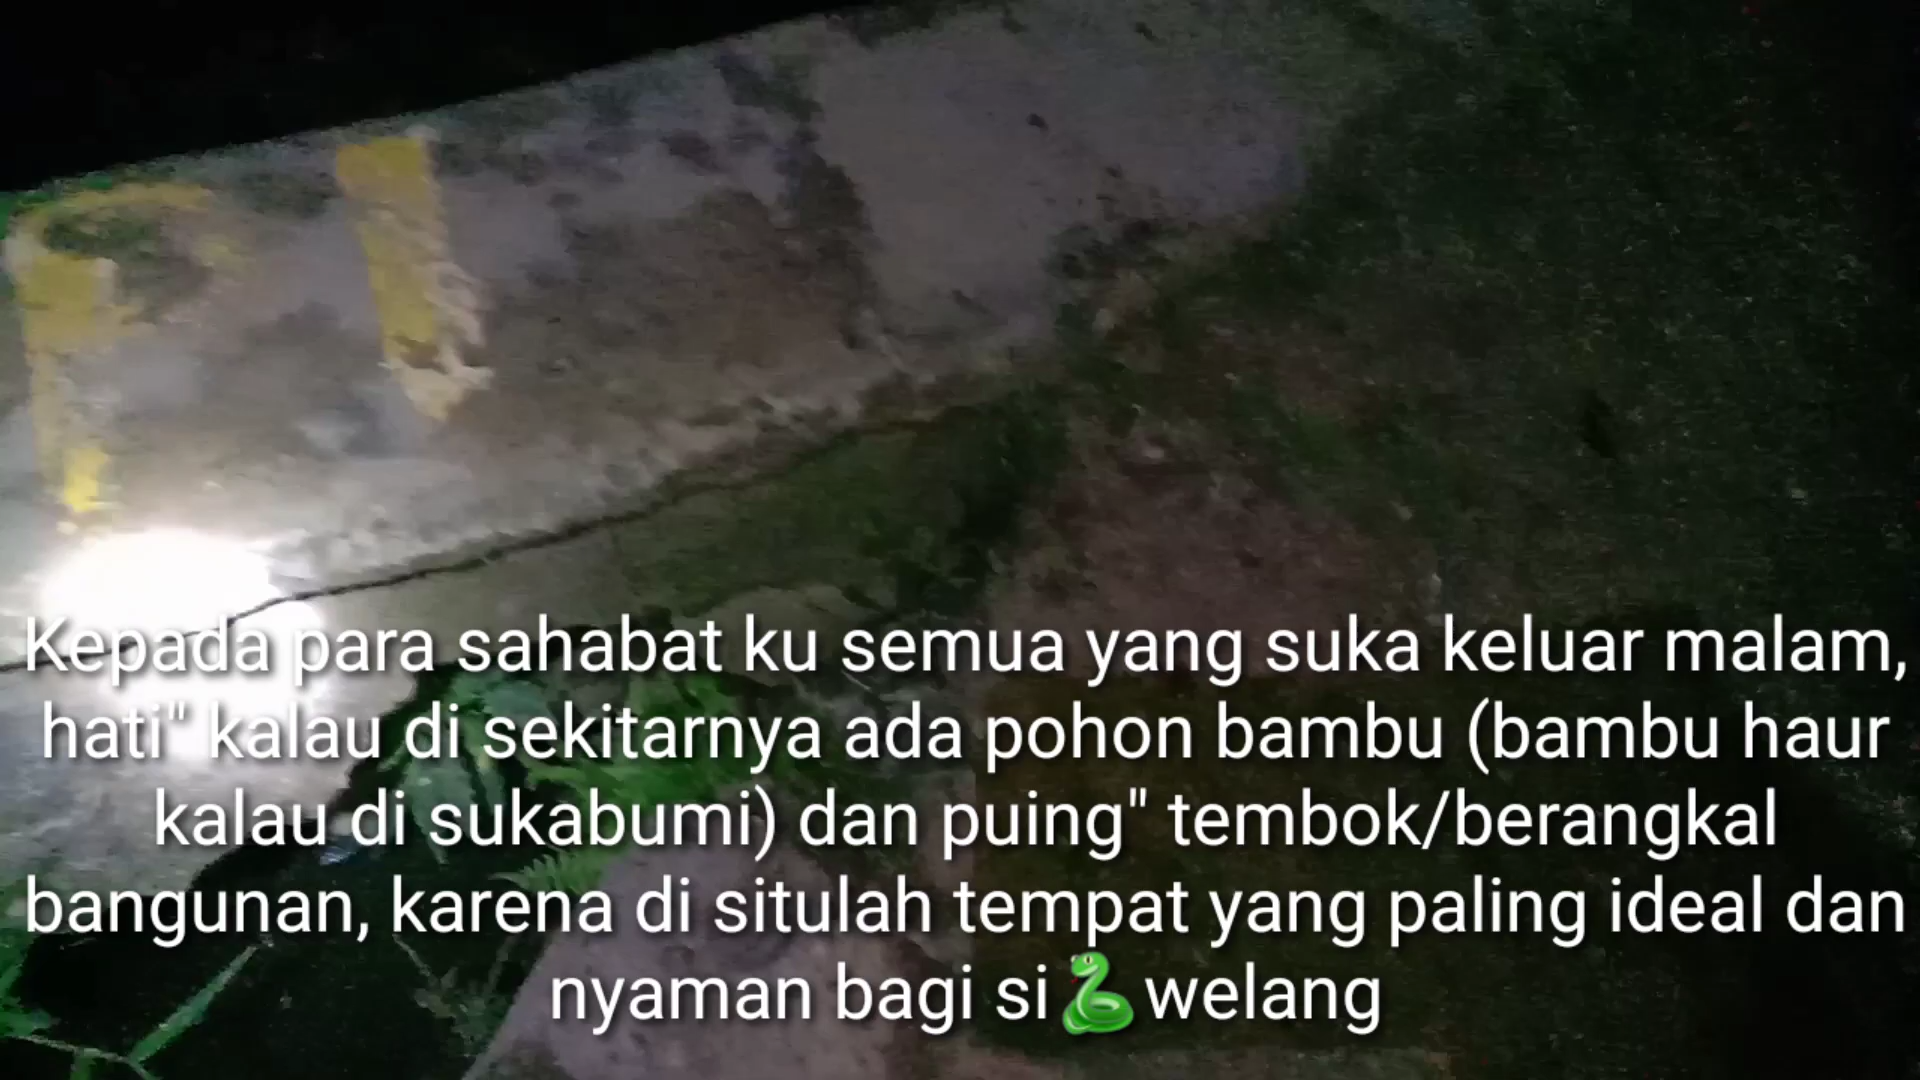 Kepada para sahabat ku semua yang suka keluar malam,
hati" kalau di sekitarnya ada pohon bambu (bambu haur
kalau di sukabumi) dan puing" tembok/berangkal
bangunan, karena di situlah tempat yang paling ideal dan
nyaman bagi si🐍welang